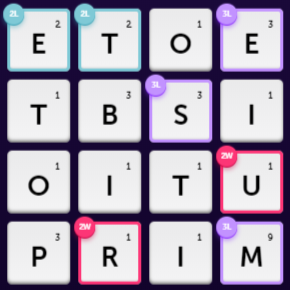 2L 2L 3L
2 2 1 3
E T O E
3L
1 3 3 1
T B S I
2W
1 1 1 1
O I T U
2W 3L
3 1 1 9
P R I M